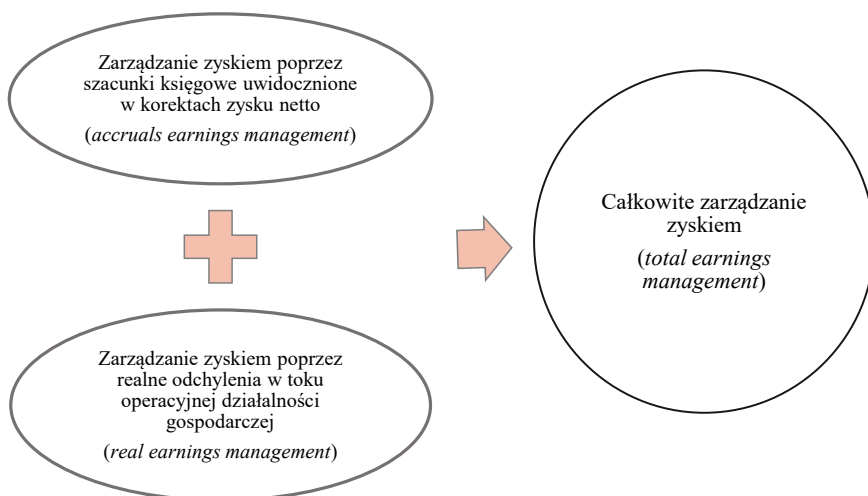 Zarządzanie zyskiem poprzez
szacunki księgowe uwidocznione
w korektach zysku netto
(accruals earnings management)
Zarządzanie zyskiem poprzez
realne odchylenia w toku
operacyjnej działalności
gospodarczej
(real earnings management)
Całkowite zarządzanie
zyskiem
(total earnings
management)